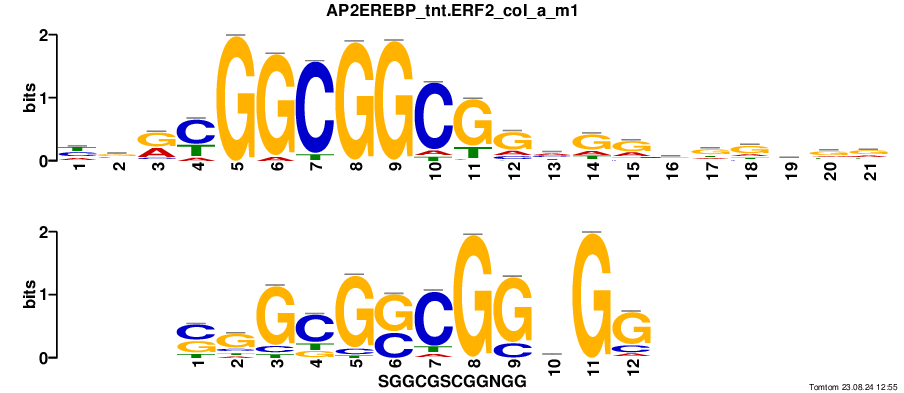 AP2EREBP_tnt.ERF2_col_a_m1
2
1
0
bits
1 2 3 4 5 6 7 8 9 10 11 12 13 14 15 16 17 18 19 20 21
GCGGCGGCGGGGGGGG
2
1
0
bits
1 2 3 4 5 6 7 8 9 10 11 12
CGGCGGCGGGG
SGGCGSCGGNGG
Tomtom 23.08.24 12:55